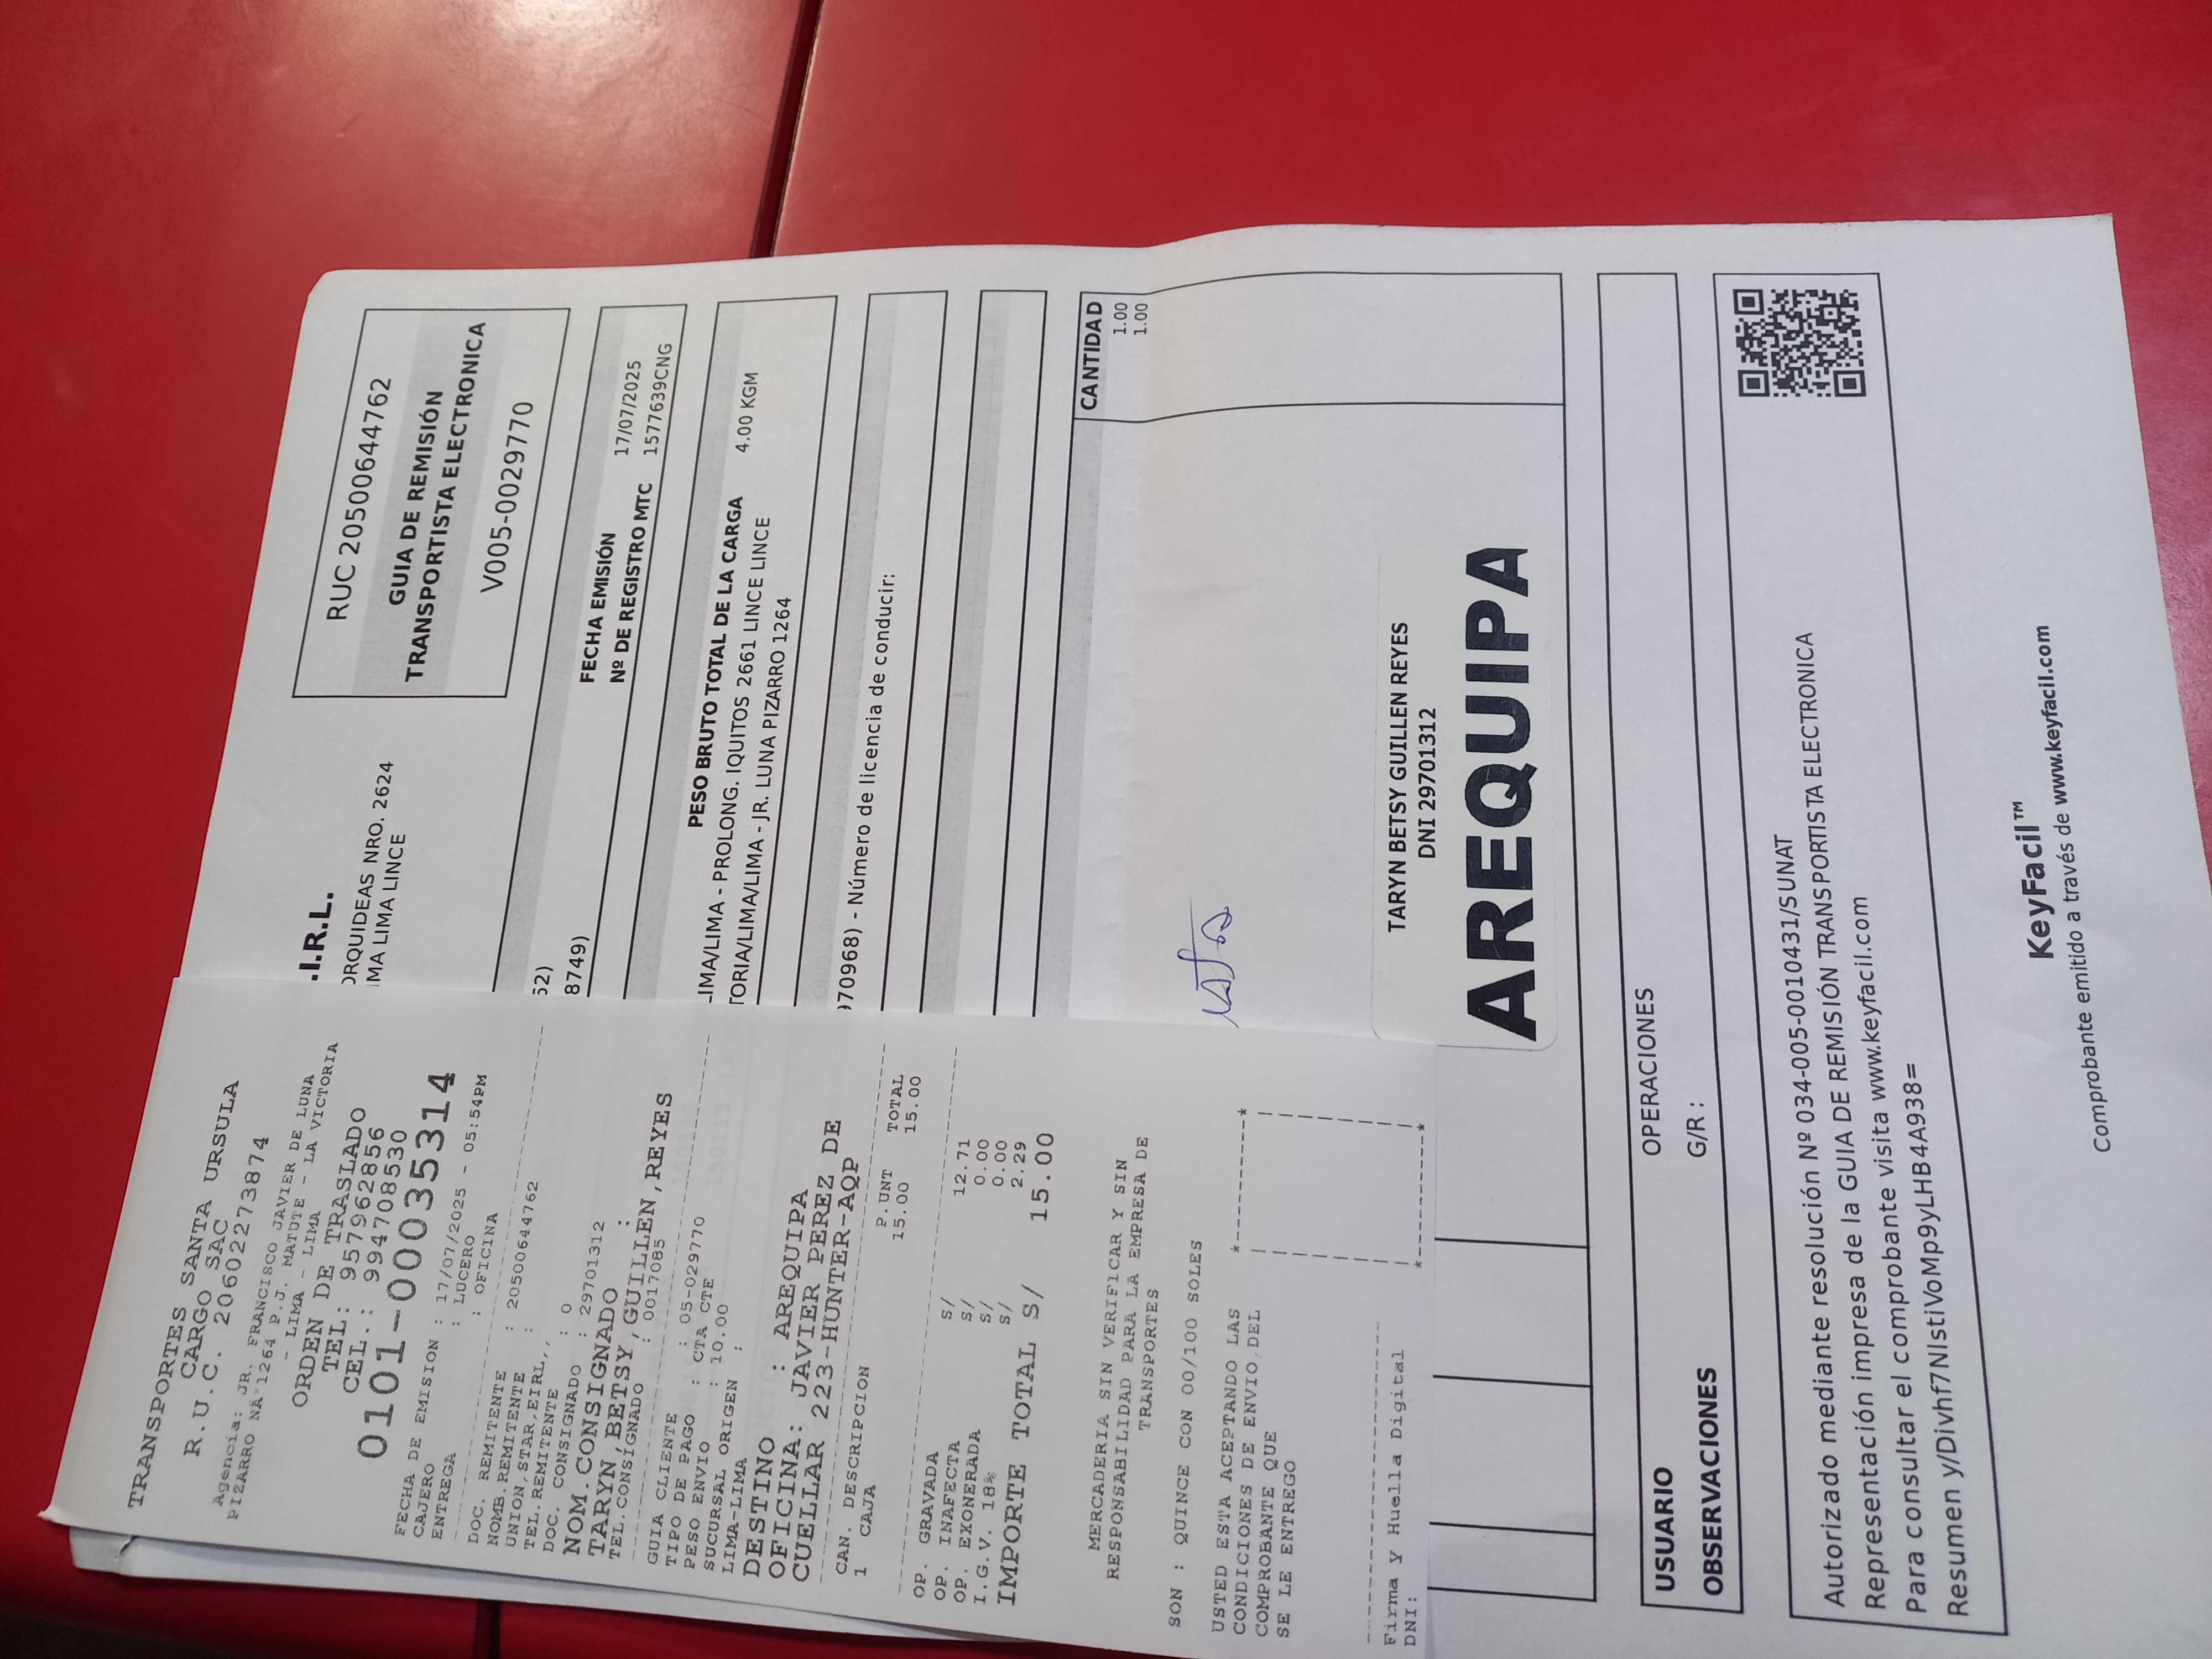 TRANSPORTES SANTA URSULA
CARGO SAC
R.U.C. 20602273874
Agencia: JR. FRANCISCO JAVIER DE LUNA
PIZARRO NÂ°1264 P.J. MATUTE - LA VICTORIA
- LIMA - LIMA
ORDEN DE TRASLADO
TEL: 957962856
CEL.: 994708530
0101-00035314
FECHA DE EMISION : 17/07/2025 - 05:54PM
CAJERO : LUCERO
ENTREGA : OFICINA
DOC. REMITENTE : 20500644762
NOMB.REMITENTE :
UNION,STAR,EIRL,,
TEL.REMITENTE :
DOC. CONSIGNADO : 0
29701312
NOM.CONSIGNADO :
TARYN,BETSY,GUILLEN,REYES
TEL.CONSIGNADO :
GUIA CLIENTE : 0017085
TIPO DE PAGO : 05-029770
PESO ENVIO : CTA CTE
SUCURSAL ORIGEN : 10.00
LIMA-LIMA
DESTINO : AREQUIPA
OFICINA: JAVIER PEREZ DE
CUELLAR 223-HUNTER-AQP
CAN. DESCRIPCION P.UNT TOTAL
1 CAJA 15.00 15.00
OP. GRAVADA S/ 12.71
OP. INAFECTA S/ 0.00
OP. EXONERADA S/ 0.00
I.G.V. 18% S/ 2.29
IMPORTE TOTAL S/ 15.00
MERCADERIA SIN VERIFICAR Y SIN
RESPONSABILIDAD PARA LA EMPRESA DE
TRANSPORTES
SON : QUINCE CON 00/100 SOLES
USTED ESTA ACEPTANDO LAS
CONDICIONES DE ENVIO,DEL
COMPROBANTE QUE
SE LE ENTREGO
Firma y Huella Digital
DNI:
.I.R.L.
ORQUIDEAS NRO. 2624
MA LIMA LINCE
RUC 20500644762
GUIA DE REMISIÓN
TRANSPORTISTA ELECTRONICA
V005-0029770
52)
8749)
FECHA EMISIÓN 17/07/2025
Nº DE REGISTRO MTC 1577639CNG
PESO BRUTO TOTAL DE LA CARGA 4.00 KGM
LIMA/LIMA - PROLONG. IQUITOS 2661 LINCE LINCE
TORIA/LIMA/LIMA - JR. LUNA PIZARRO 1264
970968) - Número de licencia de conducir:
CANTIDAD
1.00
1.00
TARYN BETSY GUILLEN REYES
DNI 29701312
AREQUIPA
USUARIO OPERACIONES
OBSERVACIONES G/R :
Autorizado mediante resolución Nº 034-005-0010431/SUNAT
Representación impresa de la GUIA DE REMISIÓN TRANSPORTISTA ELECTRONICA
Para consultar el comprobante visita www.keyfacil.com
Resumen y/Divhf7NIstiVoMp9yLHB4A938=
KeyFacil™
Comprobante emitido a través de www.keyfacil.com